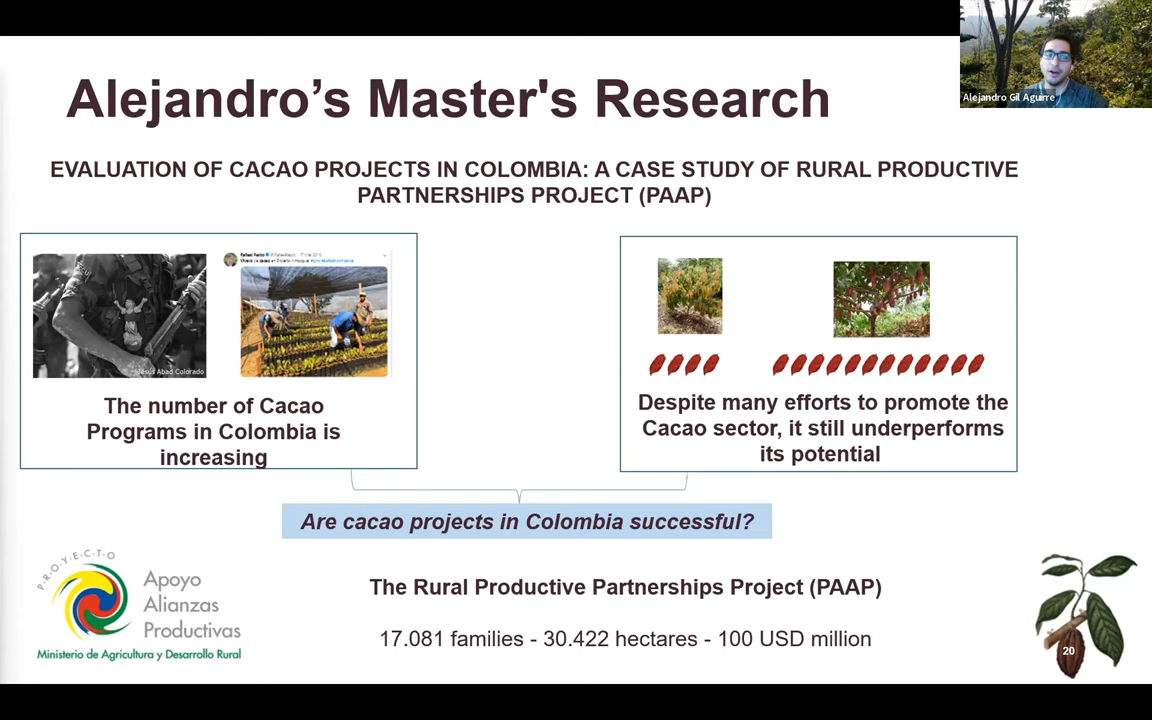 Alejandro Gil Aguirre
Alejandro’s Master's Research
EVALUATION OF CACAO PROJECTS IN COLOMBIA: A CASE STUDY OF RURAL PRODUCTIVE
PARTNERSHIPS PROJECT (PAAP)
Jesús Abad Colorado
The number of Cacao
Programs in Colombia is
increasing
Despite many efforts to promote the
Cacao sector, it still underperforms
its potential
Are cacao projects in Colombia successful?
PROYECTO
Apoyo
Alianzas
Productivas
Ministerio de Agricultura y Desarrollo Rural
The Rural Productive Partnerships Project (PAAP)
17.081 families - 30.422 hectares - 100 USD million
20